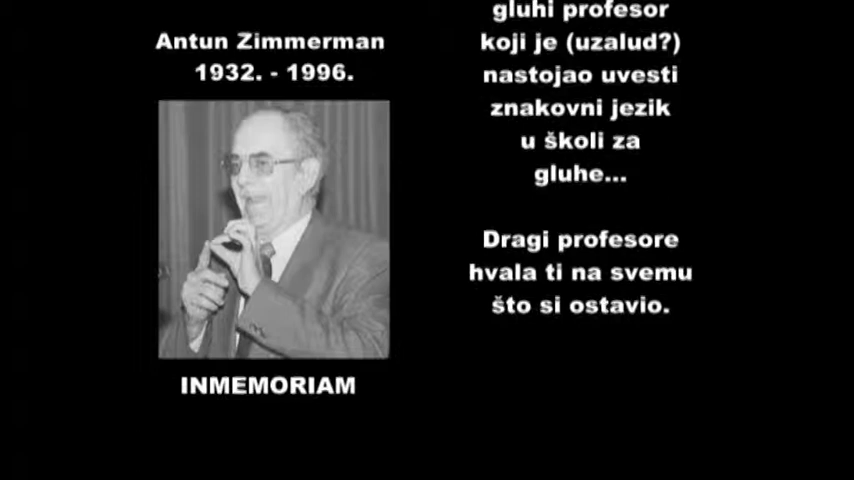 Antun Zimmerman
1932. - 1996.
INMEMORIAM
gluhi profesor
koji je (uzalud?)
nastojao uvesti
znakovni jezik
u školi za
gluhe...
Dragi profesore
hvala ti na svemu
što si ostavio.